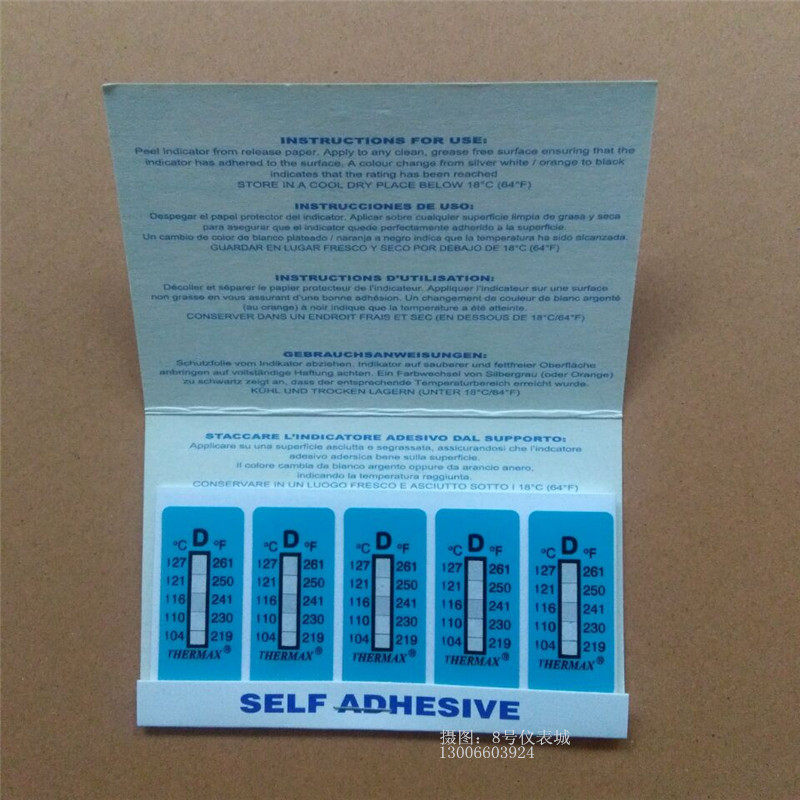 INSTRUCTIONS FOR USE:
Peel indicator from release paper. Apply to any clean, grease free surface ensuring that the
indicator has adhered to the surface. A colour change from silver white / orange to black
indicates that the rating has been reached
STORE IN A COOL DRY PLACE BELOW 18°C (64°F)
INSTRUCCIONES DE USO:
Despegar el papel protector del indicator. Aplicar sobre cualquier superficie limpia de grasa y seca
para asegurar que el indicator quede perfectamente adherido à la superficie.
Un cambio de color de blanco plateado / naranja a negro indica que la temperatura ha sido alcanzada.
GUARDAR EN LUGAR FRESCO Y SECO POR DEBAJO DE 18°C (64°F)
INSTRUCTIONS D'UTILISATION:
Décoller et séparer le papier protecteur de l'indicateur. Appliquer l'indicateur sur une surface
non grasse en vous assurant d'une bonne adhésion. Un changement de couleur de blanc argenté
(au orange) à noir indique que la temperature a été atteinte.
CONSERVER DANS UN ENDROIT FRAIS ET SEC (EN DESSOUS DE 18°C/64°F)
GEBRAUCHSANWEISUNGEN:
Schutzfolie vom Indikator abziehen. Indikator auf sauberer und fettfreier Oberfläche
anbringen auf vollständige Haftung achten. Ein Farbwechsel von Silbergrau (oder Orange)
zu schwartz zeigt an, dass der entsprechende Temperaturbereich erreicht wurde.
KÜHL UND TROCKEN LAGERN (UNTER 18°C/64°F)
STACCARE L'INDICATORE ADESIVO DAL SUPPORTO:
Applicare su una superficie asciutta e segrassata, assicurandosi che l'indcatore
adesivo adersica bene sulla superficie.
Il colore cambia da bianco argento oppure da arancio anero,
indicando la temperatura raggiunta.
CONSERVARE IN UN LUOGO FRESCO E ASCIUTTO SOTTO I 18°C (64°F)
°C D °F
127 261
121 250
116 241
110 230
104 219
THERMAX®
°C D °F
127 261
121 250
116 241
110 230
104 219
THERMAX®
°C D °F
127 261
121 250
116 241
110 230
104 219
THERMAX®
°C D °F
127 261
121 250
116 241
110 230
104 219
THERMAX®
°C D °F
127 261
121 250
116 241
110 230
104 219
THERMAX®
SELF ADHESIVE
摄图：8号仪表城
13006603924